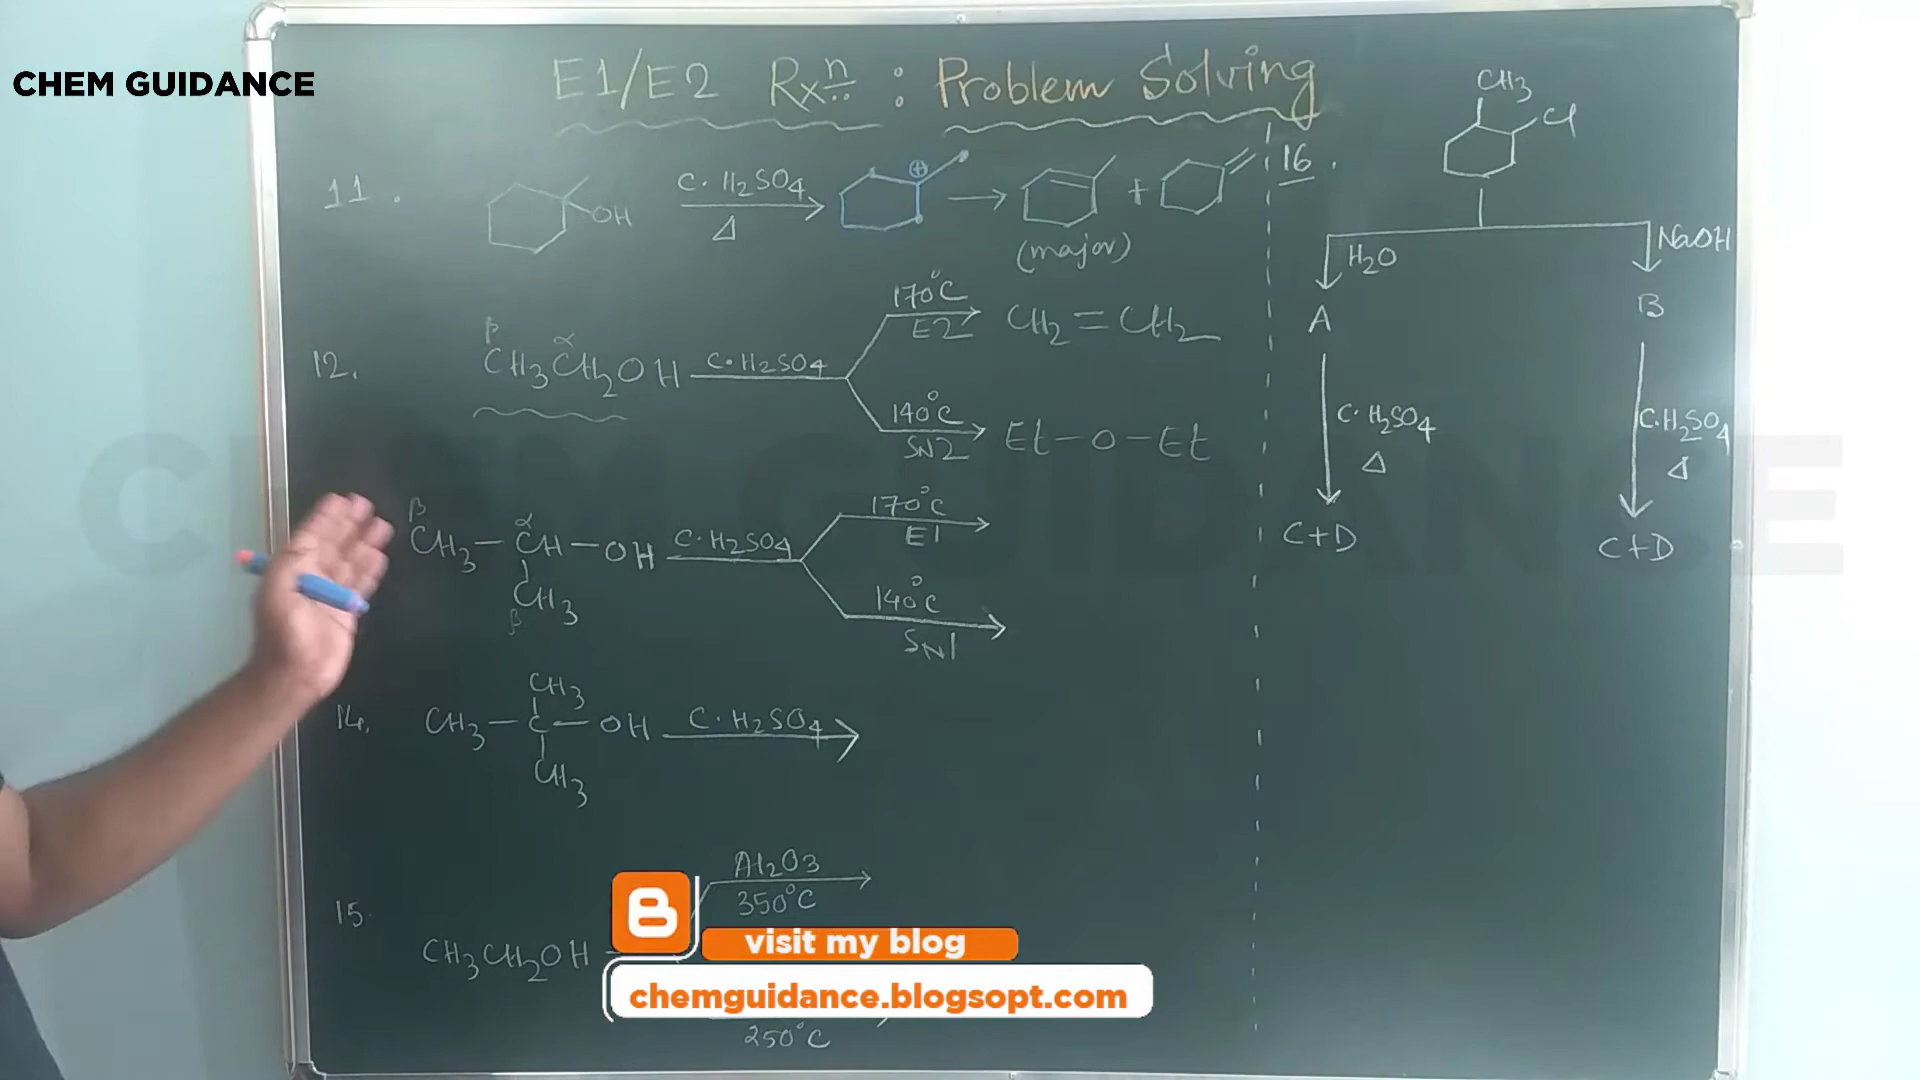 CHEM GUIDANCE
E1/E2 Rxn : Problem Solving
11. OH C·H2SO4 Δ ⊕ → + (major)
12. β α CH3CH2OH C·H2SO4
170°C E2 CH2=CH2
140°C SN2 Et-O-Et
β α CH3-CH-OH C·H2SO4
CH3
β
170°C E1
140°C SN1
14. CH3-C-OH C·H2SO4
CH3
CH3
15. CH3CH2OH
Al2O3
350°C
250°C
16. CH3
Cl
H2O NaOH
A B
C·H2SO4 Δ C·H2SO4 Δ
C+D C+D
visit my blog
chemguidance.blogsopt.com
CHEM GUIDANCE